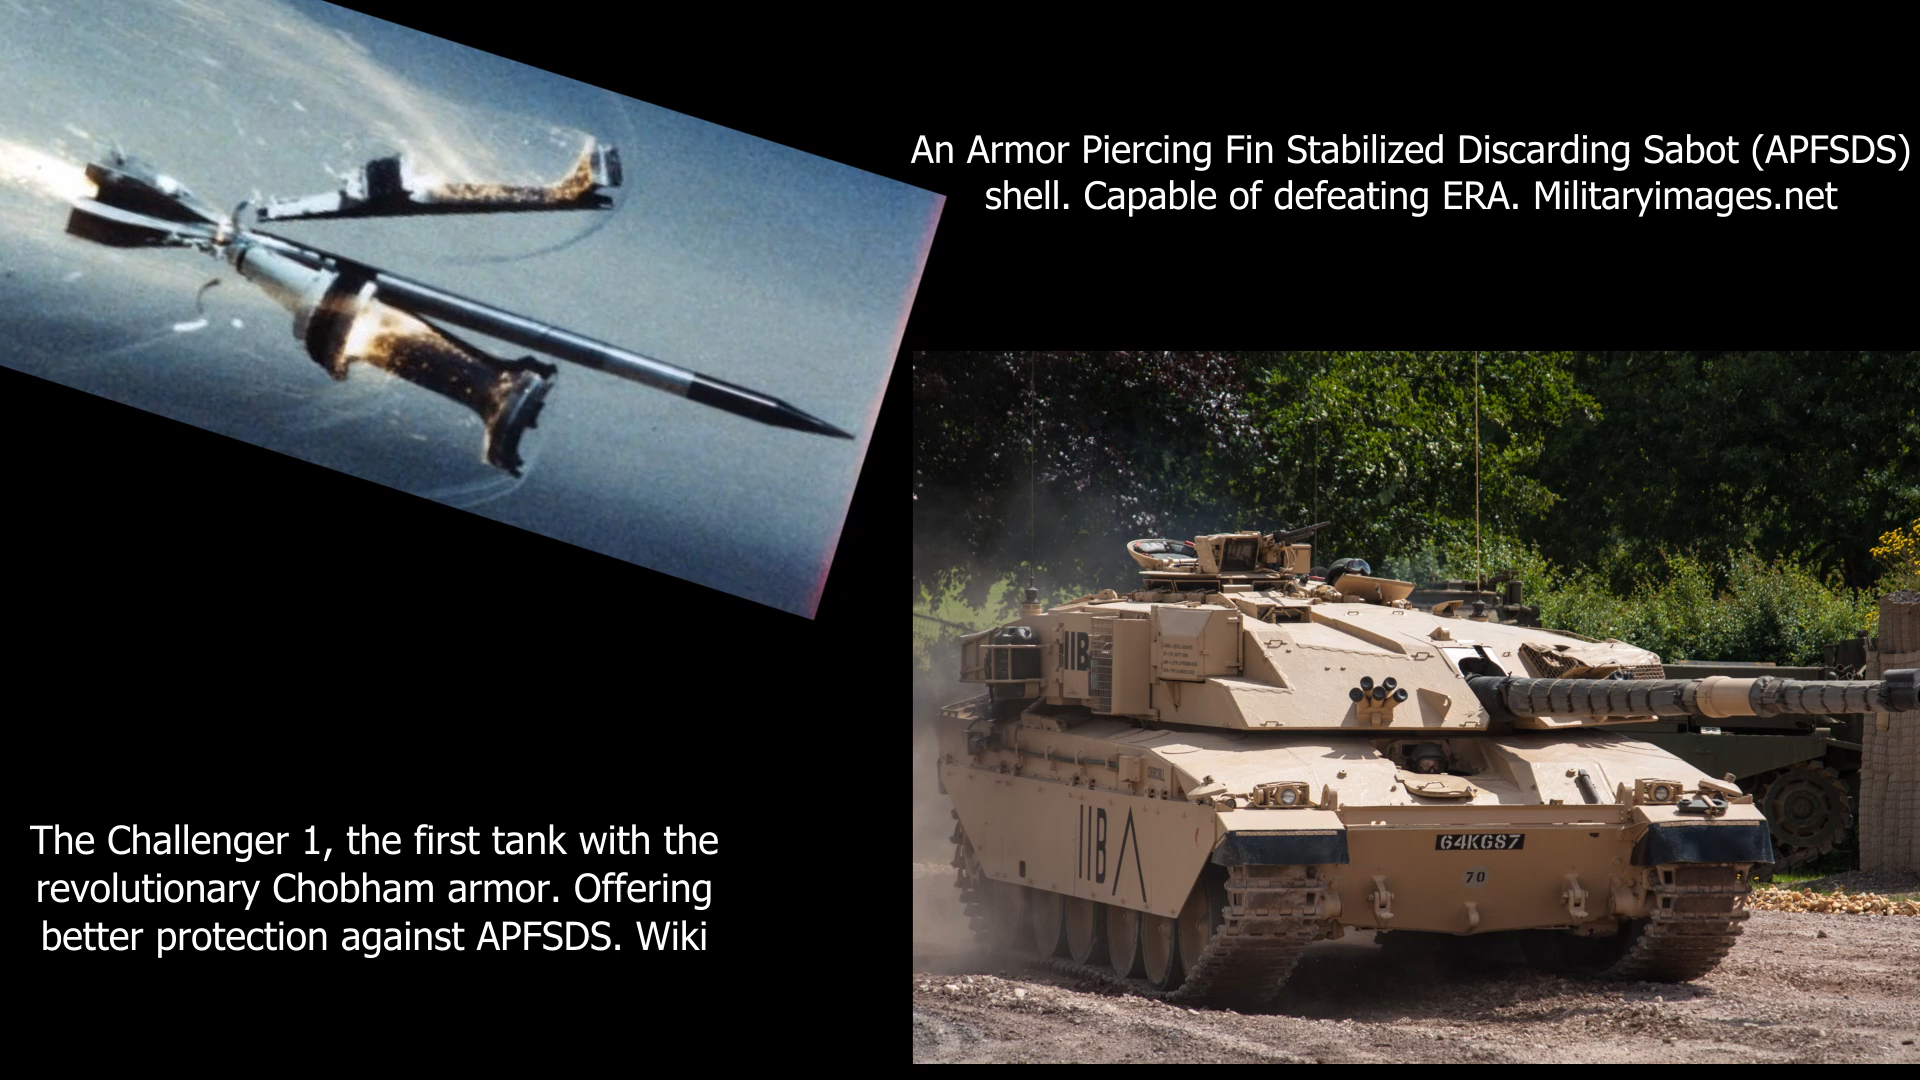 An Armor Piercing Fin Stabilized Discarding Sabot (APFSDS)
shell. Capable of defeating ERA. Militaryimages.net
IIB
IIB
64KG87
70
The Challenger 1, the first tank with the
revolutionary Chobham armor. Offering
better protection against APFSDS. Wiki